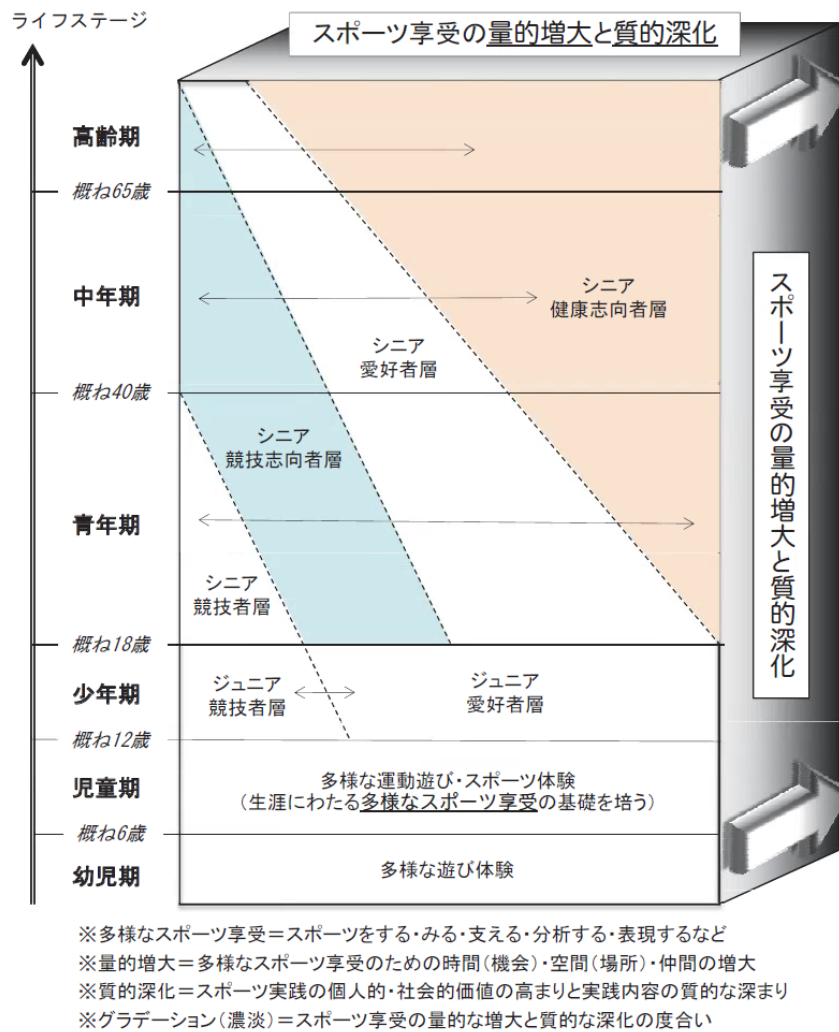 ライフステージ
スポーツ享受の量的増大と質的深化
高齢期
概ね65歳
中年期
シニア
健康志向者層
シニア
愛好者層
概ね40歳
シニア
競技志向者層
青年期
シニア
競技者層
概ね18歳
少年期
ジュニア
競技者層
ジュニア
愛好者層
概ね12歳
児童期
多様な運動遊び・スポーツ体験
(生涯にわたる多様なスポーツ享受の基礎を培う)
概ね6歳
幼児期
多様な遊び体験
スポーツ享受の量的増大と質的深化
※多様なスポーツ享受=スポーツをする・みる・支える・分析する・表現するなど
※量的増大=多様なスポーツ享受のための時間(機会)・空間(場所)・仲間の増大
※質的深化=スポーツ実践の個人的・社会的価値の高まりと実践内容の質的な深まり
※グラデーション(濃淡)=スポーツ享受の量的な増大と質的な深化の度合い